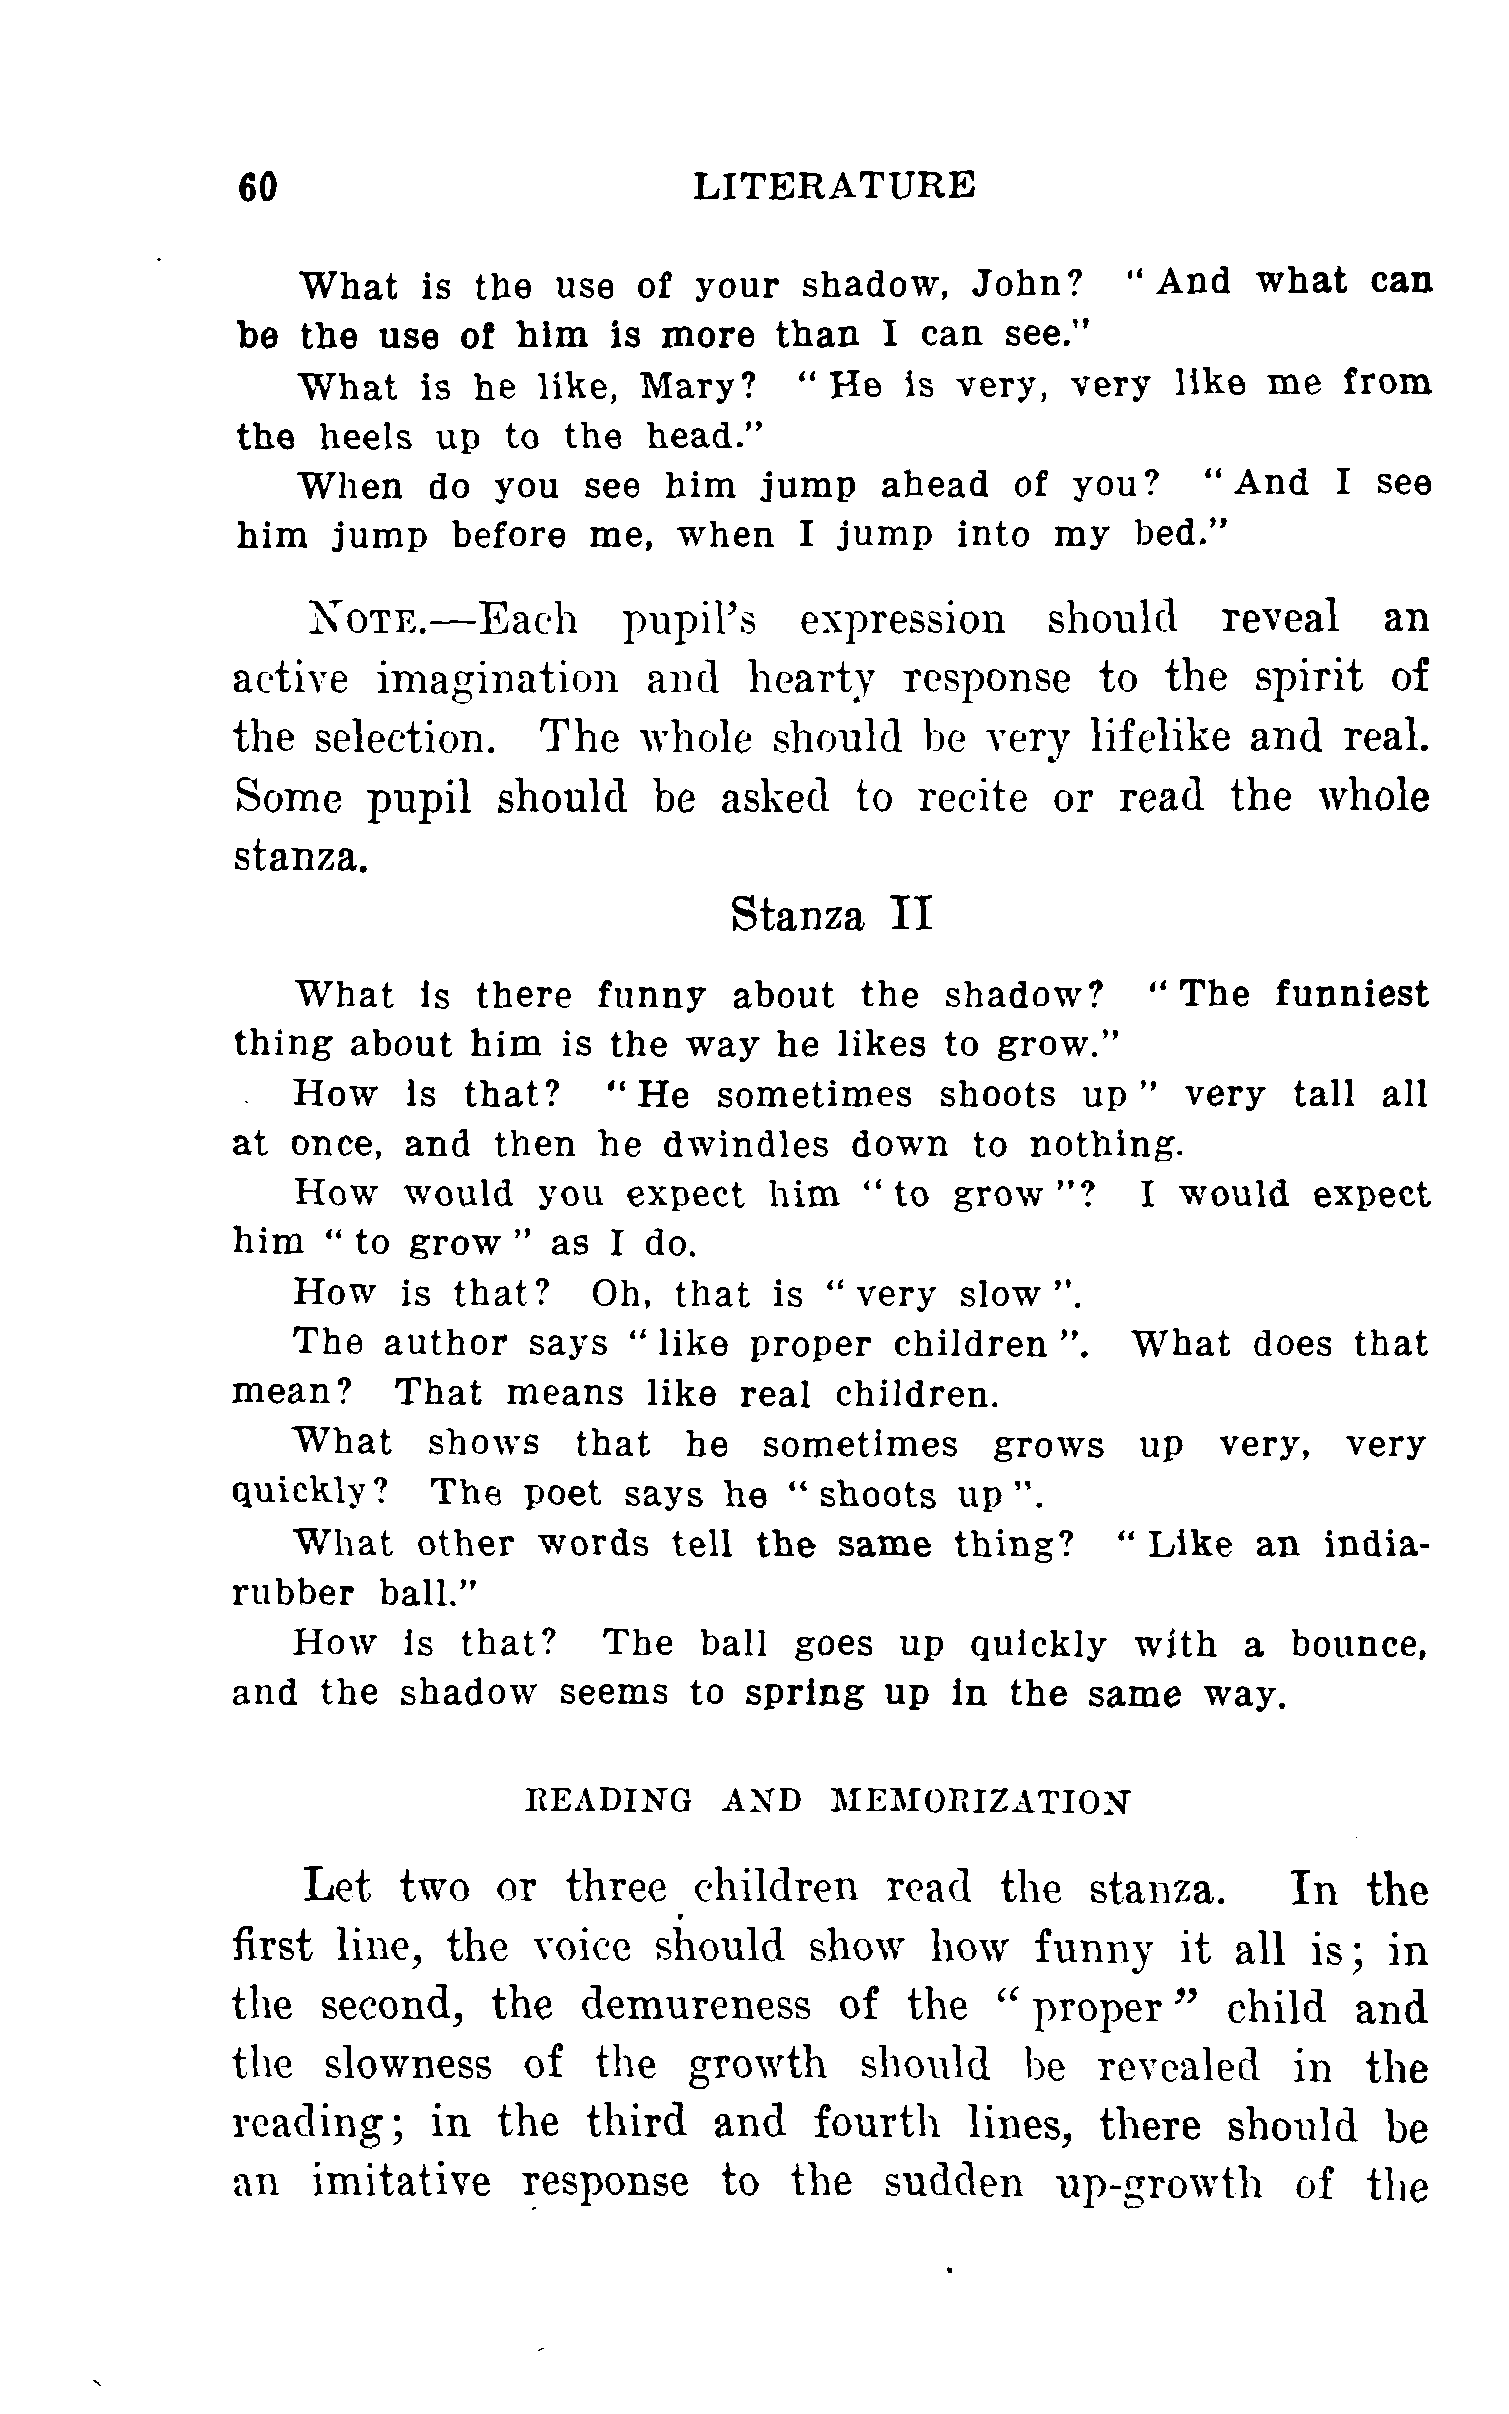 60 LITERATURE
What is the use of your shadow, John? "And what can
be the use of him is more than I can see."
What is he like, Mary? "He is very, very like me from
the heels up to the head."
When do you see him jump ahead of you? "And I see
him jump before me, when I jump into my bed."
NOTE.—Each pupil's expression should reveal an
active imagination and hearty response to the spirit of
the selection. The whole should be very lifelike and real.
Some pupil should be asked to recite or read the whole
stanza.
Stanza II
What is there funny about the shadow? "The funniest
thing about him is the way he likes to grow."
How is that? "He sometimes shoots up" very tall all
at once, and then he dwindles down to nothing.
How would you expect him "to grow"? I would expect
him "to grow" as I do.
How is that? Oh, that is "very slow".
The author says "like proper children". What does that
mean? That means like real children.
What shows that he sometimes grows up very, very
quickly? The poet says he "shoots up".
What other words tell the same thing? "Like an india-
rubber ball."
How is that? The ball goes up quickly with a bounce,
and the shadow seems to spring up in the same way.
READING AND MEMORIZATION
Let two or three children read the stanza. In the
first line, the voice should show how funny it all is; in
the second, the demureness of the "proper" child and
the slowness of the growth should be revealed in the
reading; in the third and fourth lines, there should be
an imitative response to the sudden up-growth of the